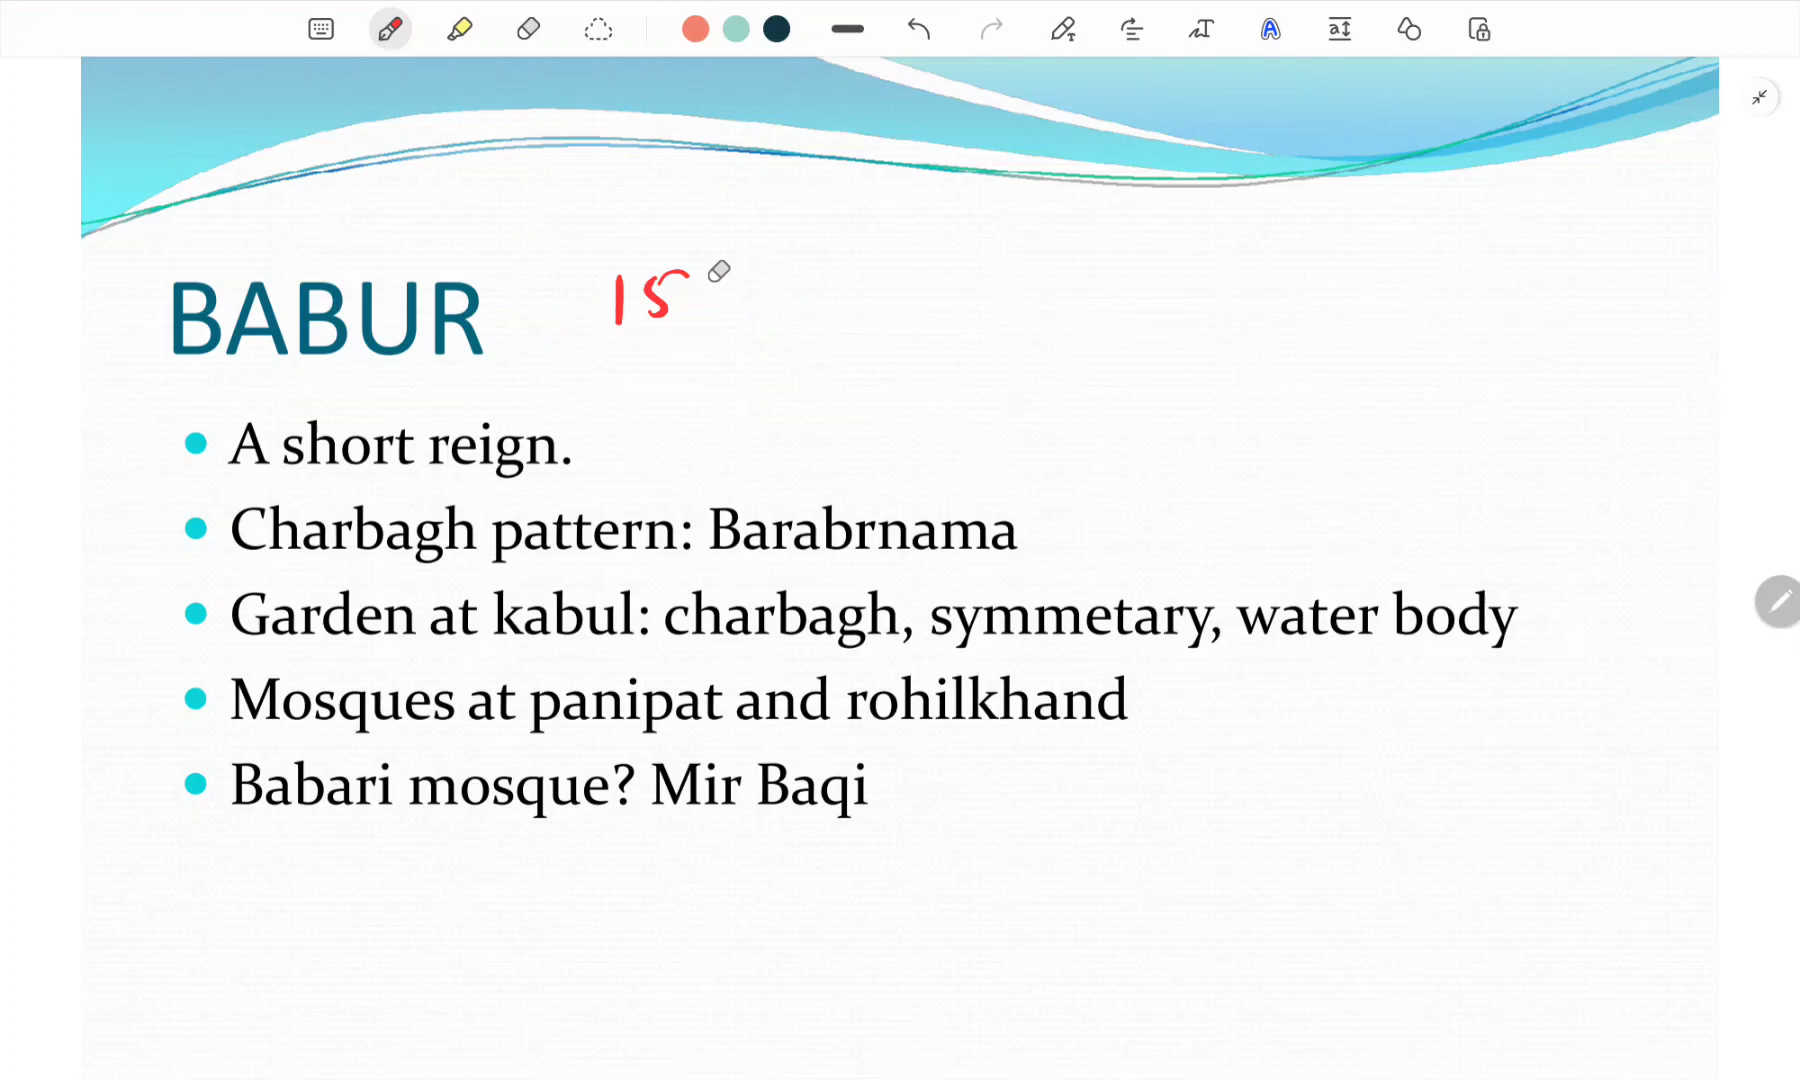 BABUR 15
A short reign.
Charbagh pattern: Barabrnama
Garden at kabul: charbagh, symmetary, water body
Mosques at panipat and rohilkhand
Babari mosque? Mir Baqi